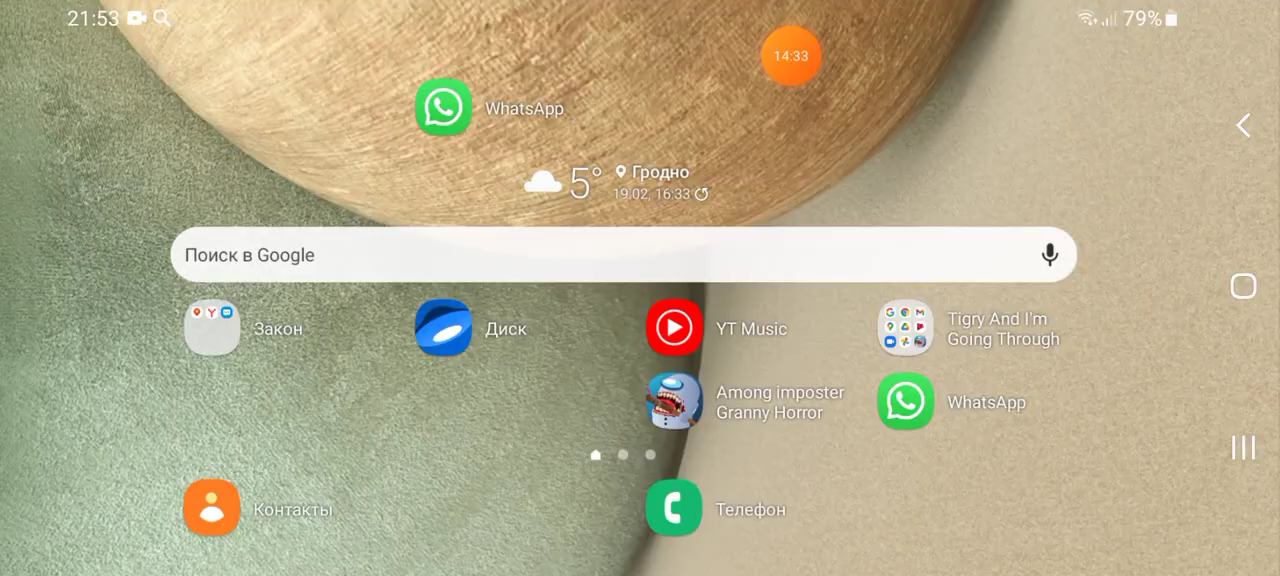 21:53
79%
14:33
WhatsApp
5°
Гродно
19.02, 16:33
Поиск в Google
Закон
Диск
YT Music
Tigry And I'm
Going Through
Among imposter
Granny Horror
WhatsApp
Контакты
Телефон